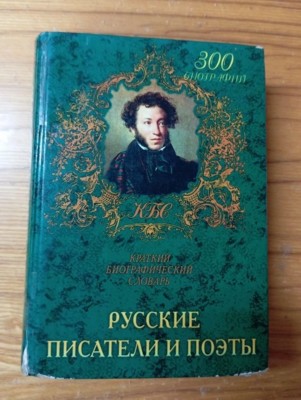 300
БИОГРАФИЙ
КБС
КРАТКИЙ
БИОГРАФИЧЕСКИЙ
СЛОВАРЬ
РУССКИЕ
ПИСАТЕЛИ И ПОЭТЫ